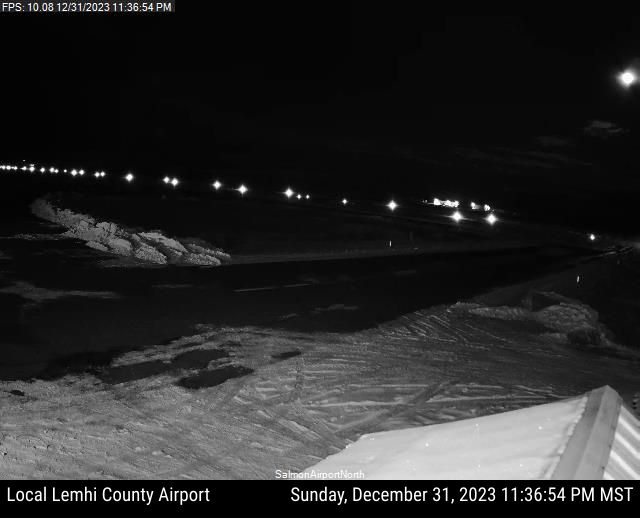 FPS: 10.08 12/31/2023 11:36:54 PM
SalmonAirportNorth
Local Lemhi County Airport Sunday, December 31, 2023 11:36:54 PM MST